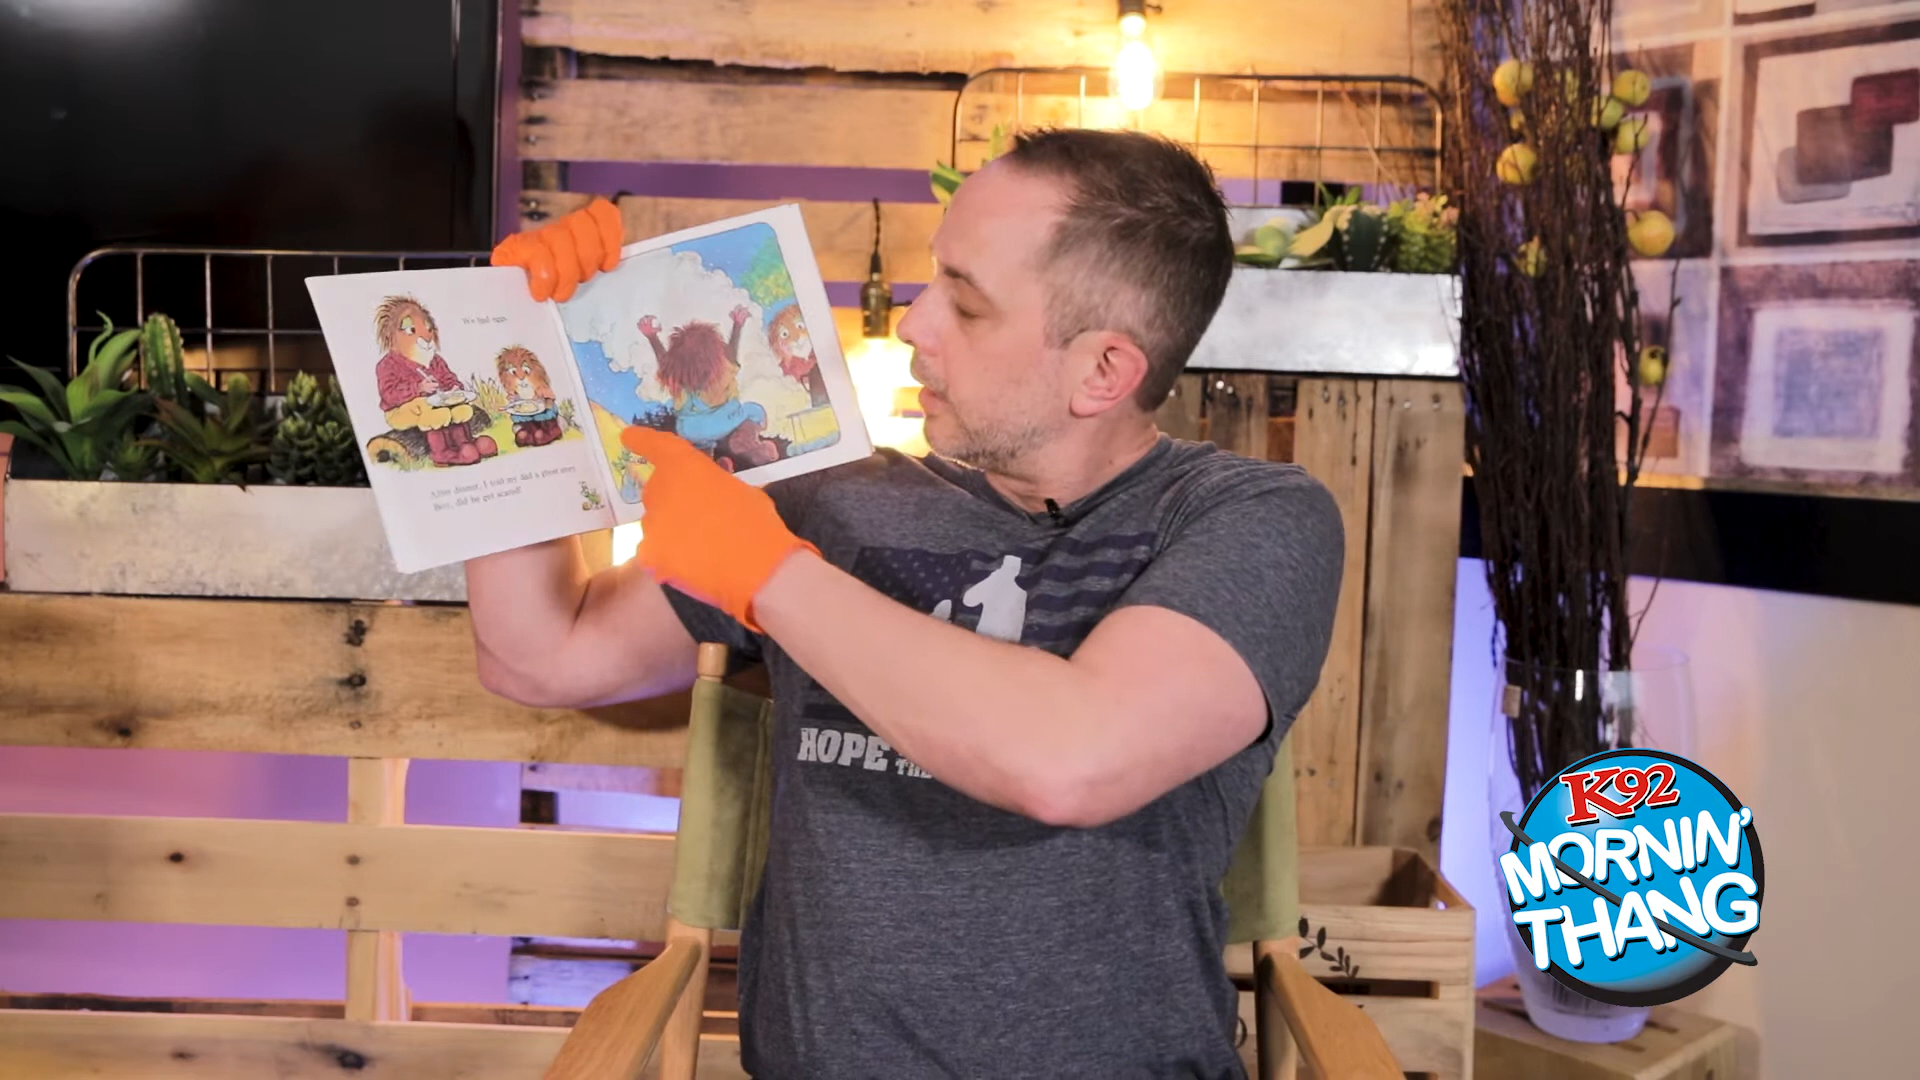 We had eggs.
After dinner, I told my dad a ghost story.
Boy, did he get scared!
HOPE
THE
K92
MORNIN'
THANG